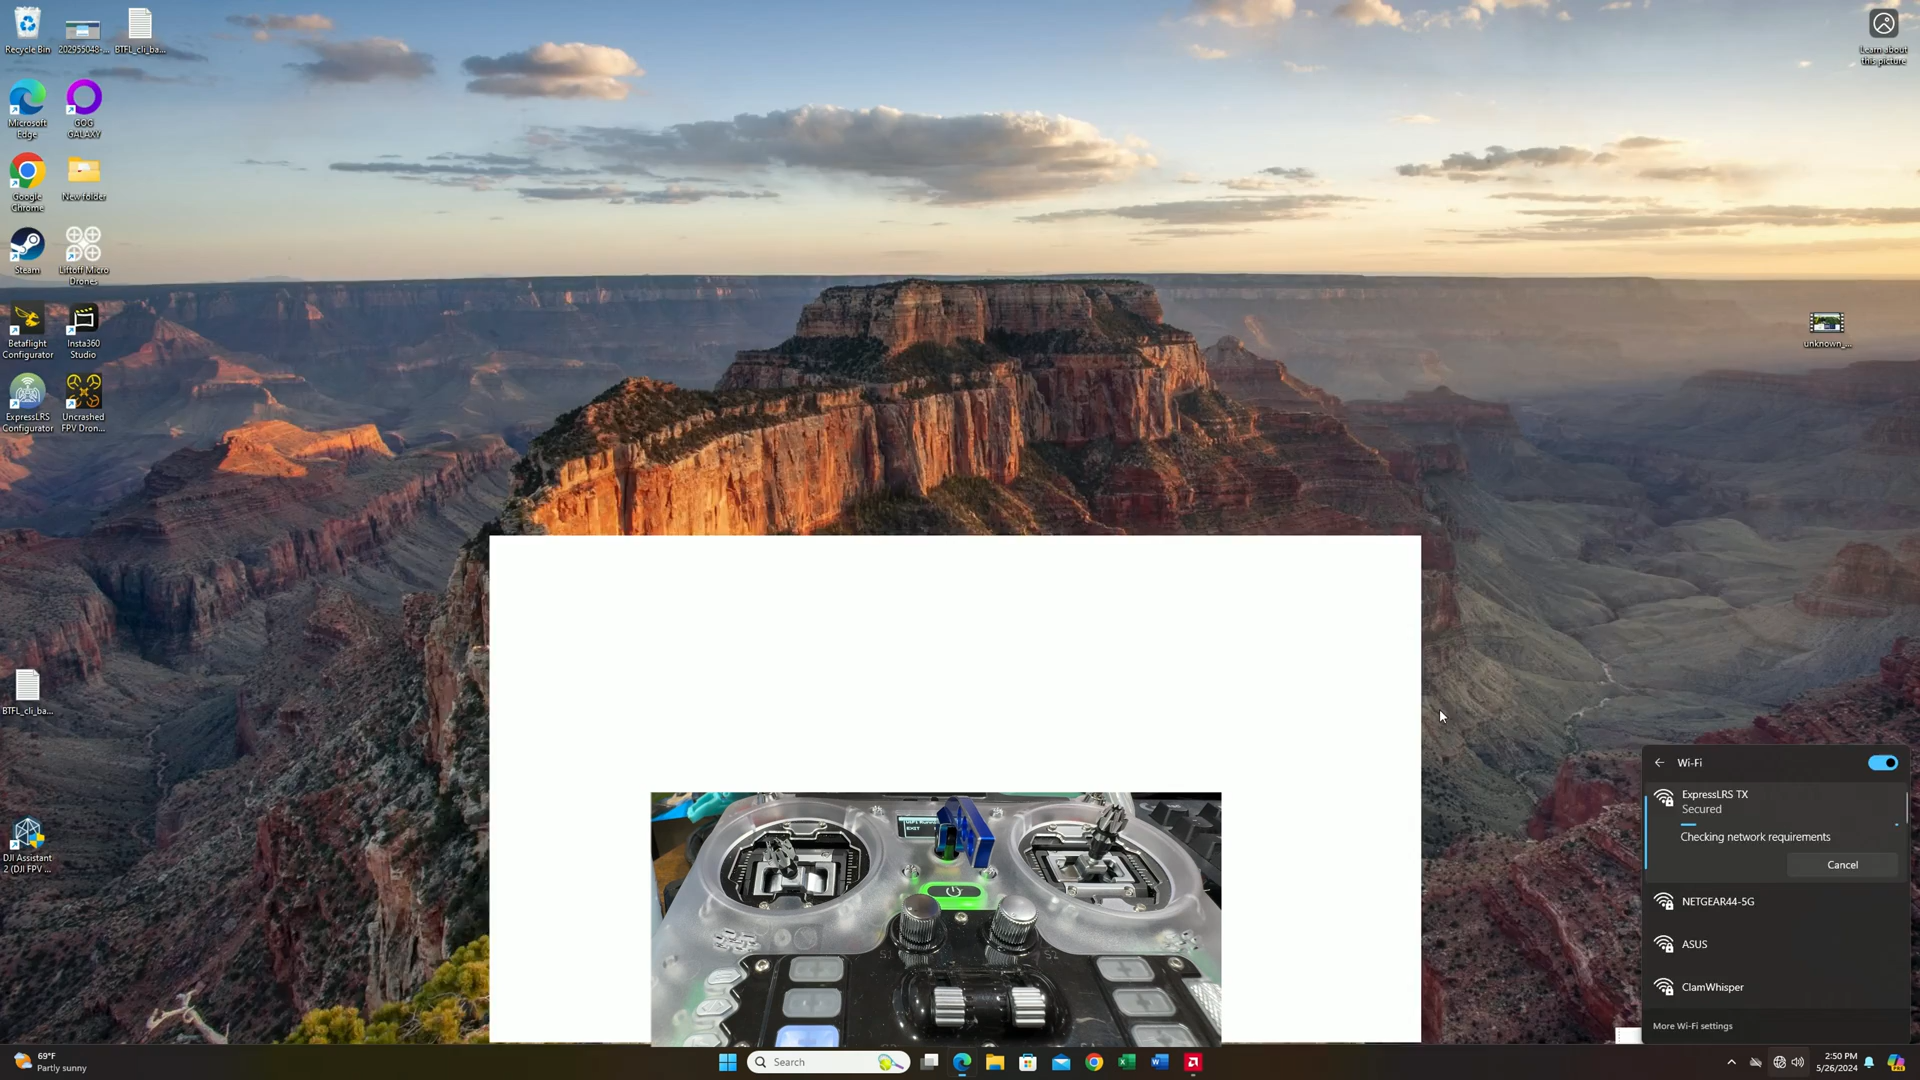 Recycle Bin
202955048-...
BTFL_cli_ba...
Learn about
this picture
Microsoft
Edge
GOG
GALAXY
Google
Chrome
New folder
Steam
Liftoff Micro
Drones
Betaflight
Configurator
Insta360
Studio
unknown_...
ExpressLRS
Configurator
Uncrashed
FPV Dron...
BTFL_cli_ba...
DJI Assistant
2 (DJI FPV ...
Wi-Fi
ExpressLRS TX
Secured
Checking network requirements
Cancel
NETGEAR44-5G
ASUS
ClamWhisper
More Wi-Fi settings
EXIT
69°F
Partly sunny
Search
2:50 PM
5/26/2024